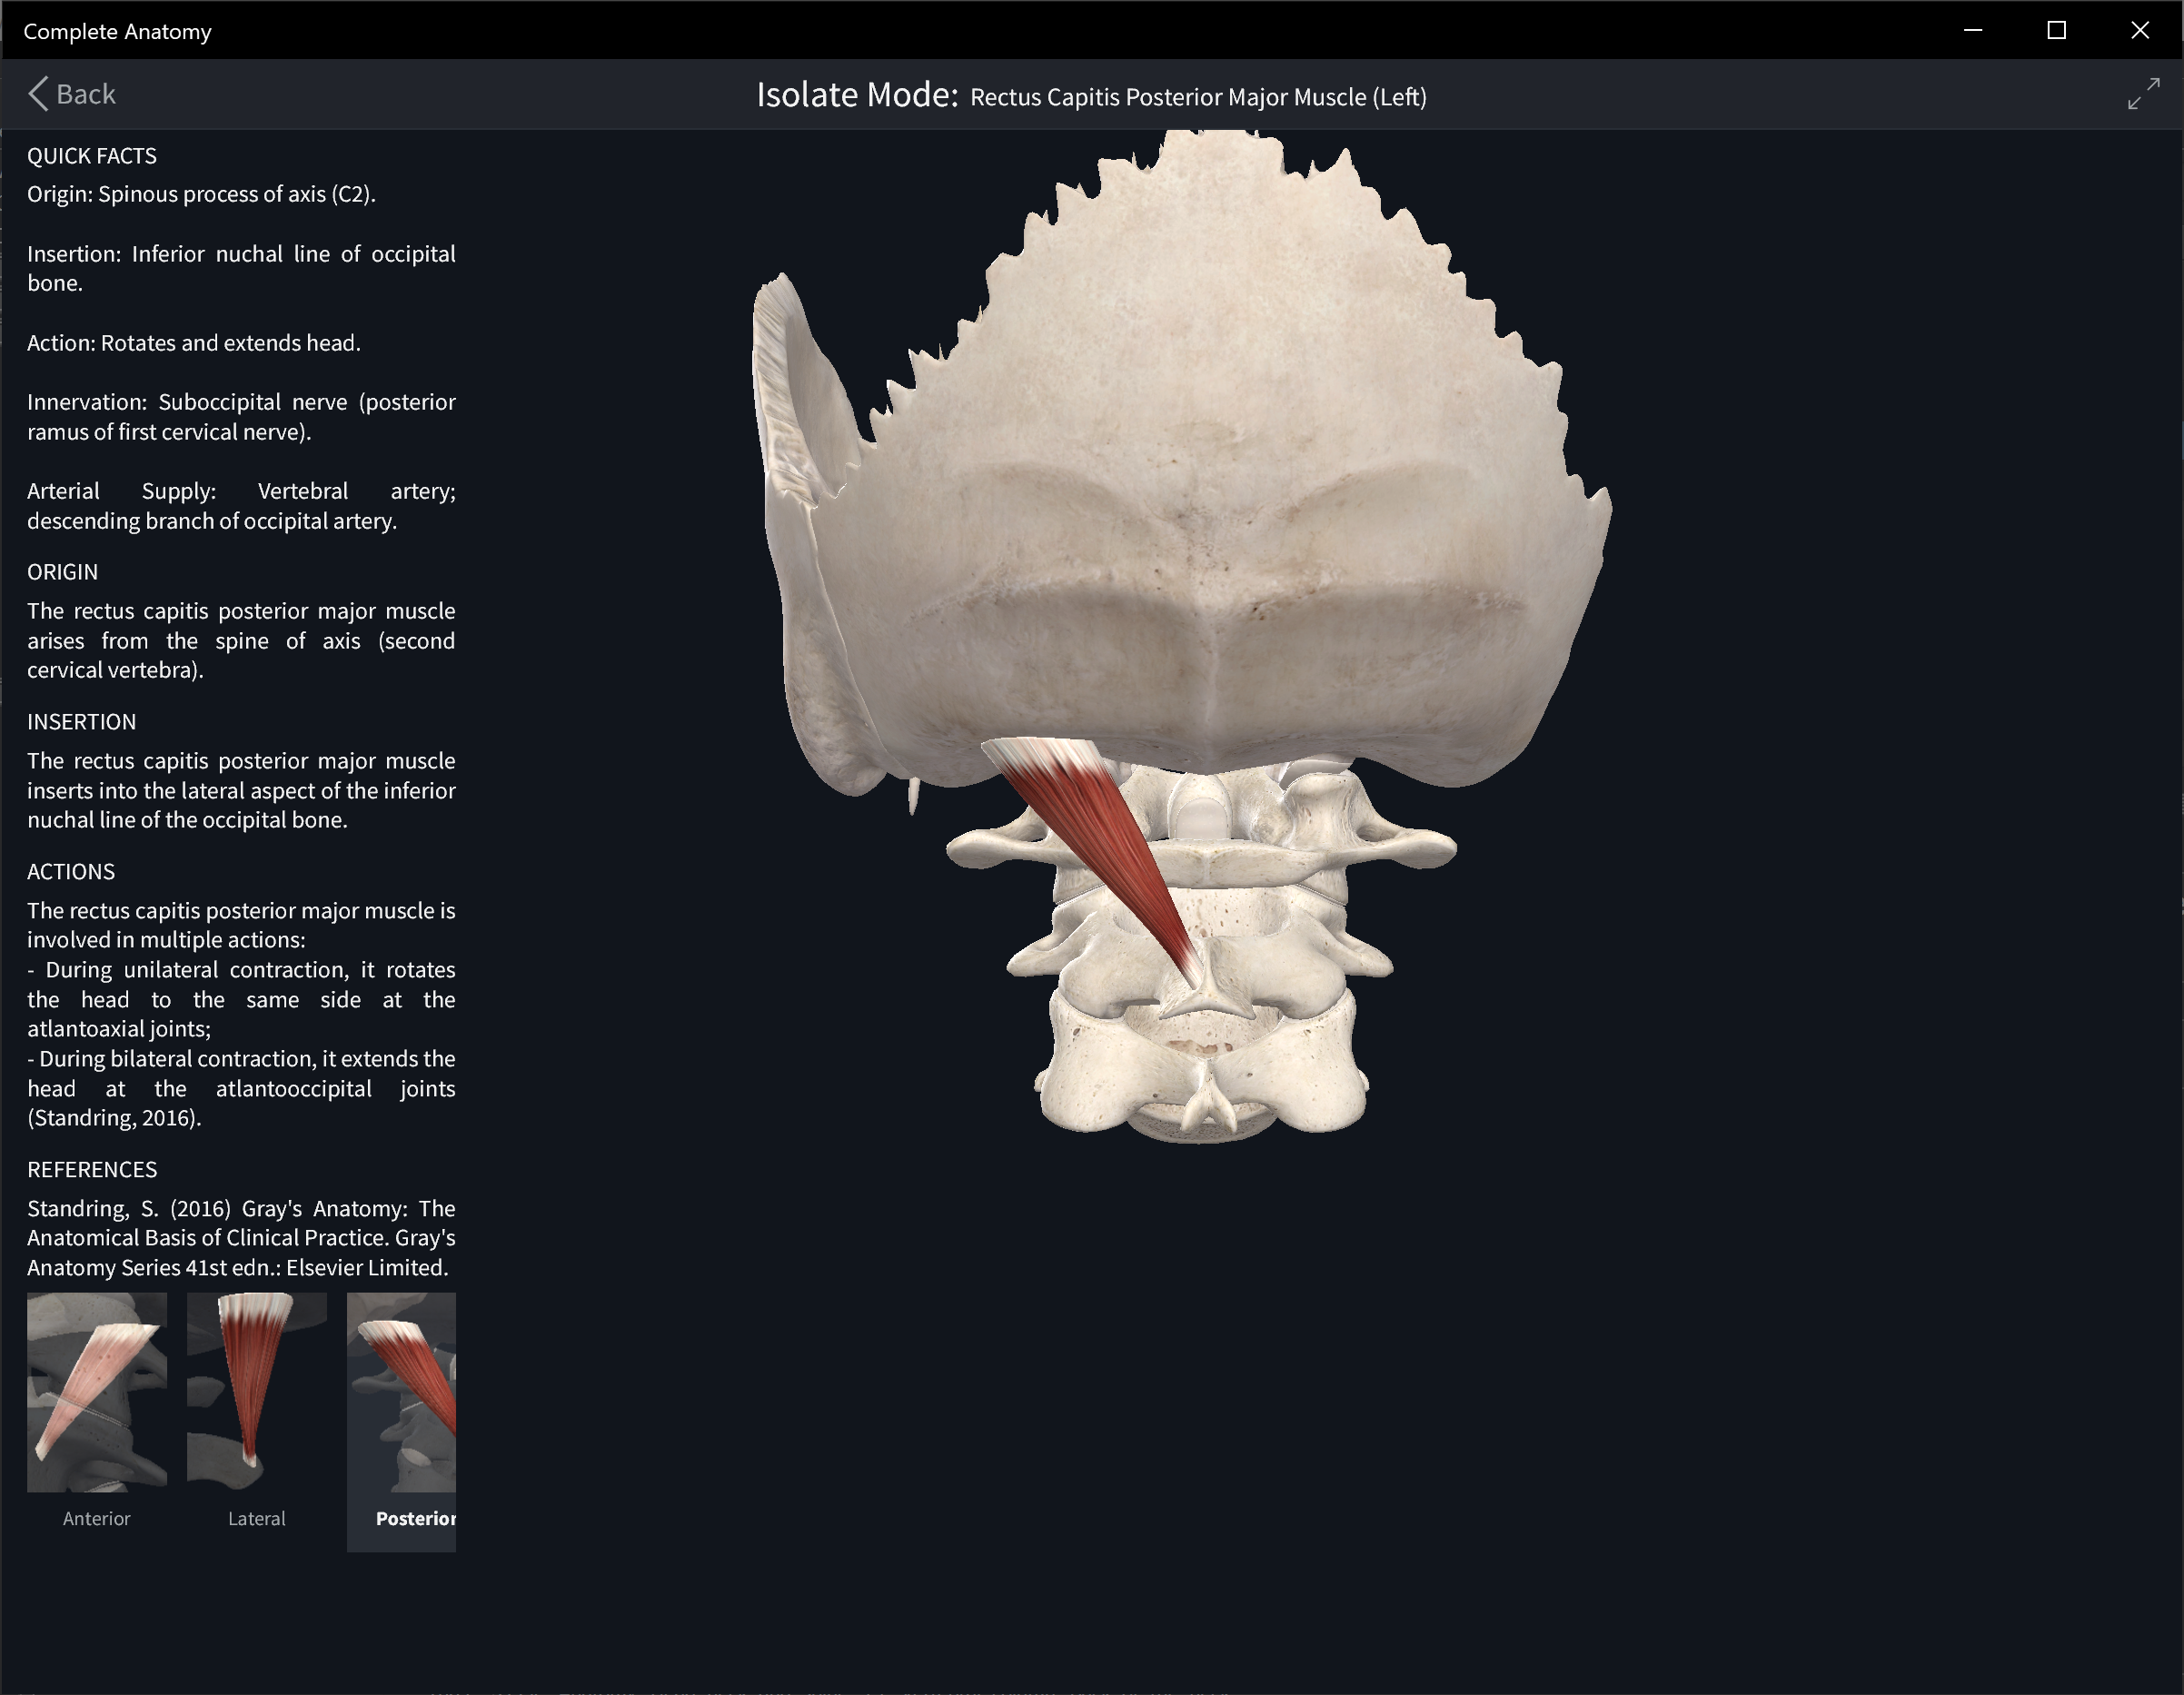 Complete Anatomy
Back
Isolate Mode: Rectus Capitis Posterior Major Muscle (Left)
QUICK FACTS
Origin: Spinous process of axis (C2).
Insertion: Inferior nuchal line of occipital
bone.
Action: Rotates and extends head.
Innervation: Suboccipital nerve (posterior
ramus of first cervical nerve).
Arterial Supply: Vertebral artery;
descending branch of occipital artery.
ORIGIN
The rectus capitis posterior major muscle
arises from the spine of axis (second
cervical vertebra).
INSERTION
The rectus capitis posterior major muscle
inserts into the lateral aspect of the inferior
nuchal line of the occipital bone.
ACTIONS
The rectus capitis posterior major muscle is
involved in multiple actions:
- During unilateral contraction, it rotates
the head to the same side at the
atlantoaxial joints;
- During bilateral contraction, it extends the
head at the atlantooccipital joints
(Standring, 2016).
REFERENCES
Standring, S. (2016) Gray's Anatomy: The
Anatomical Basis of Clinical Practice. Gray's
Anatomy Series 41st edn.: Elsevier Limited.
Anterior
Lateral
Posterior